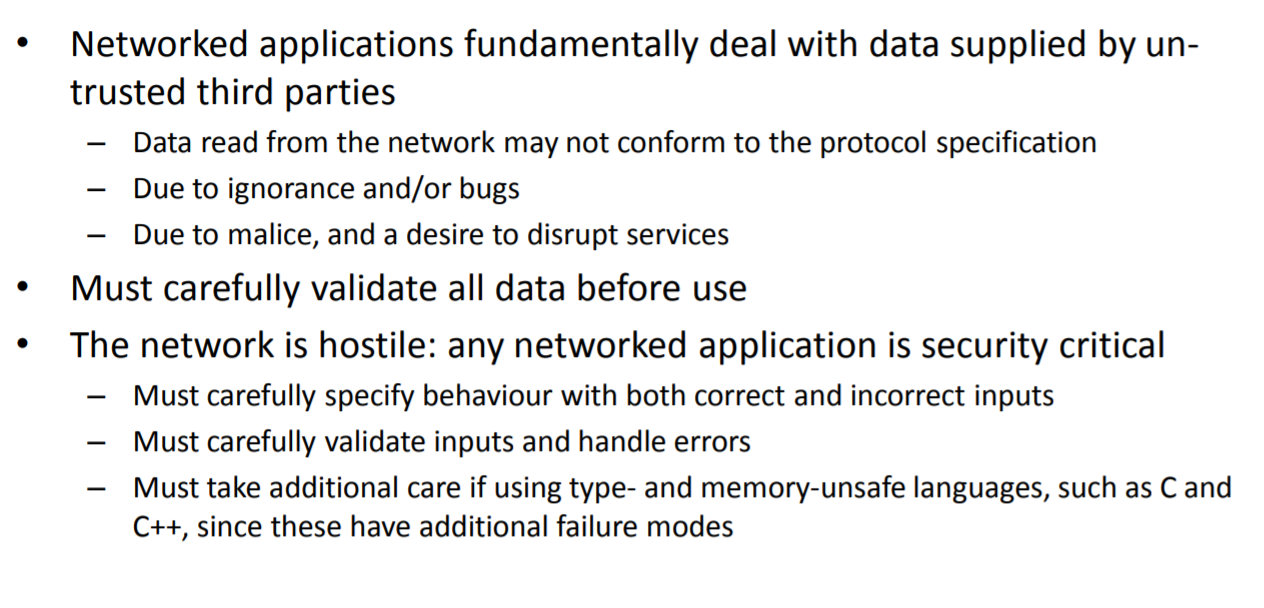 • Networked applications fundamentally deal with data supplied by un-
trusted third parties
– Data read from the network may not conform to the protocol specification
– Due to ignorance and/or bugs
– Due to malice, and a desire to disrupt services
• Must carefully validate all data before use
• The network is hostile: any networked application is security critical
– Must carefully specify behaviour with both correct and incorrect inputs
– Must carefully validate inputs and handle errors
– Must take additional care if using type- and memory-unsafe languages, such as C and
C++, since these have additional failure modes